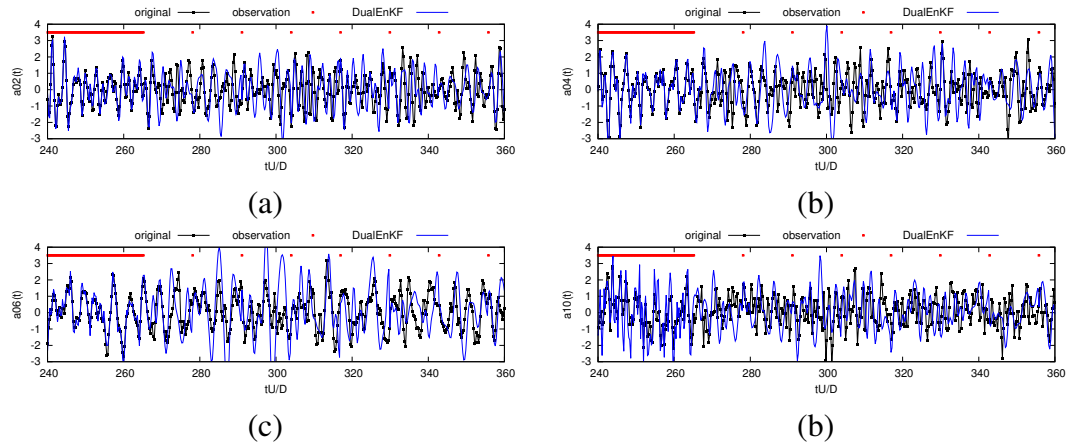 original observation DualEnKF
a02(t)
4
3
2
1
0
-1
-2
-3
240 260 280 300 320 340 360
tU/D
(a)
original observation DualEnKF
a04(t)
4
3
2
1
0
-1
-2
-3
240 260 280 300 320 340 360
tU/D
(b)
original observation DualEnKF
a06(t)
4
3
2
1
0
-1
-2
-3
240 260 280 300 320 340 360
tU/D
(c)
original observation DualEnKF
a10(t)
4
3
2
1
0
-1
-2
-3
240 260 280 300 320 340 360
tU/D
(b)